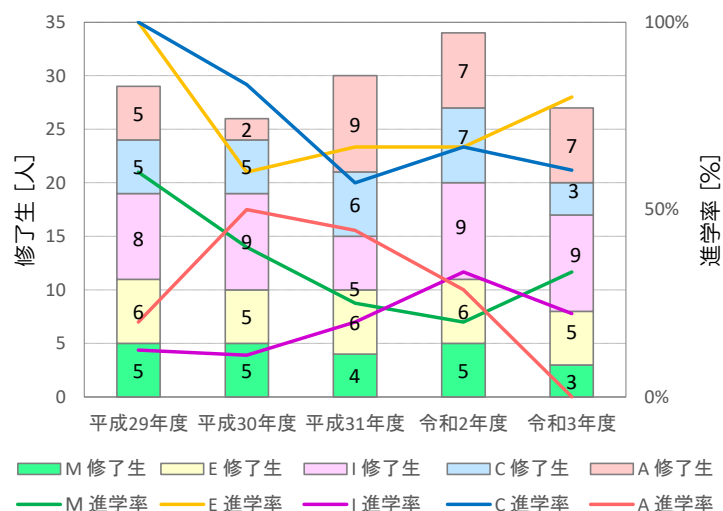 35
30
25
20
15
10
5
0
修了生 [人]
100%
50%
0%
進学率 [%]
5 2 9 7 7
5 5 6 7 3
8 9 5 9 9
6 5 6 6 5
5 5 4 5 3
平成29年度 平成30年度 平成31年度 令和2年度 令和3年度
M 修了生 E 修了生 I 修了生 C 修了生 A 修了生
M 進学率 E 進学率 I 進学率 C 進学率 A 進学率